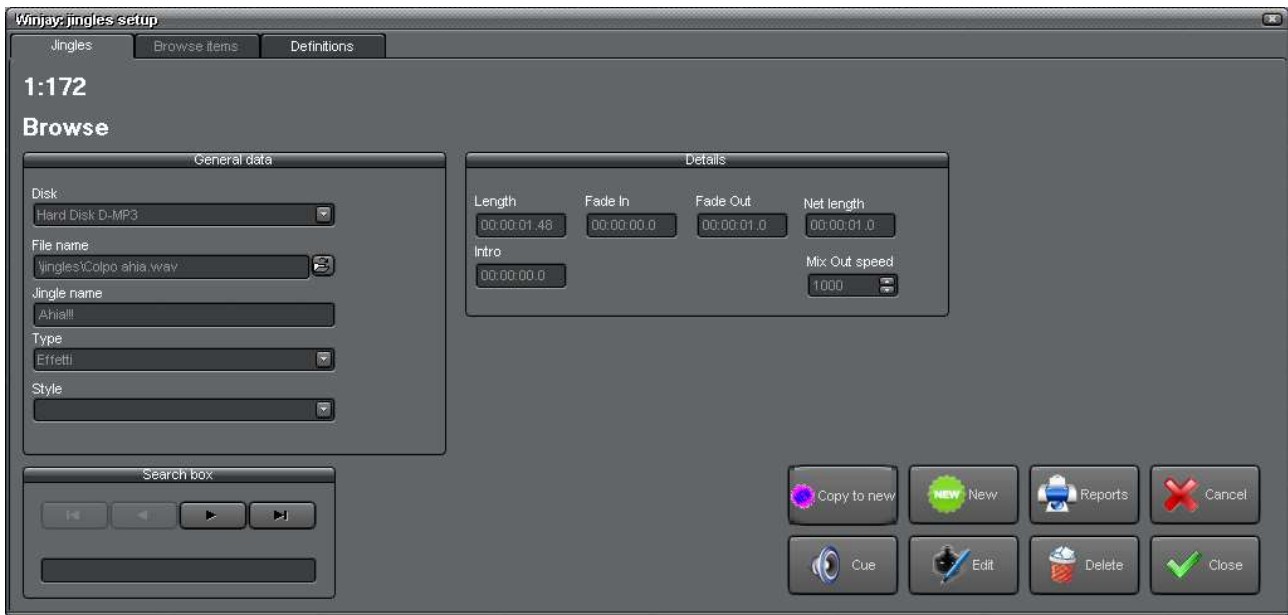 Winjay: jingles setup
Jingles Browse items Definitions
1:172
Browse
General data
Disk
Hard Disk D-MP3
File name
\jingles\Colpo ahia.wav
Jingle name
Ahia!!!
Type
Effetti
Style
Details
Length Fade In Fade Out Net length
00:00:01.48 00:00:00.0 00:00:01.0 00:00:01.0
Intro
00:00:00.0
Mix Out speed
1000
Search box
Copy to new
NEW New
Reports
Cancel
Cue
Edit
Delete
Close